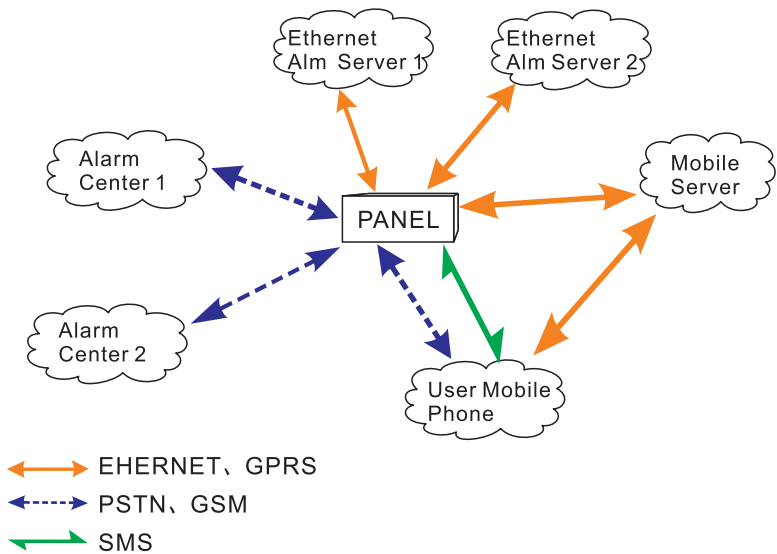 Ethernet
Alm Server 1
Ethernet
Alm Server 2
Alarm
Center 1
Mobile
Server
PANEL
Alarm
Center 2
User Mobile
Phone
EHERNET、GPRS
PSTN、GSM
SMS